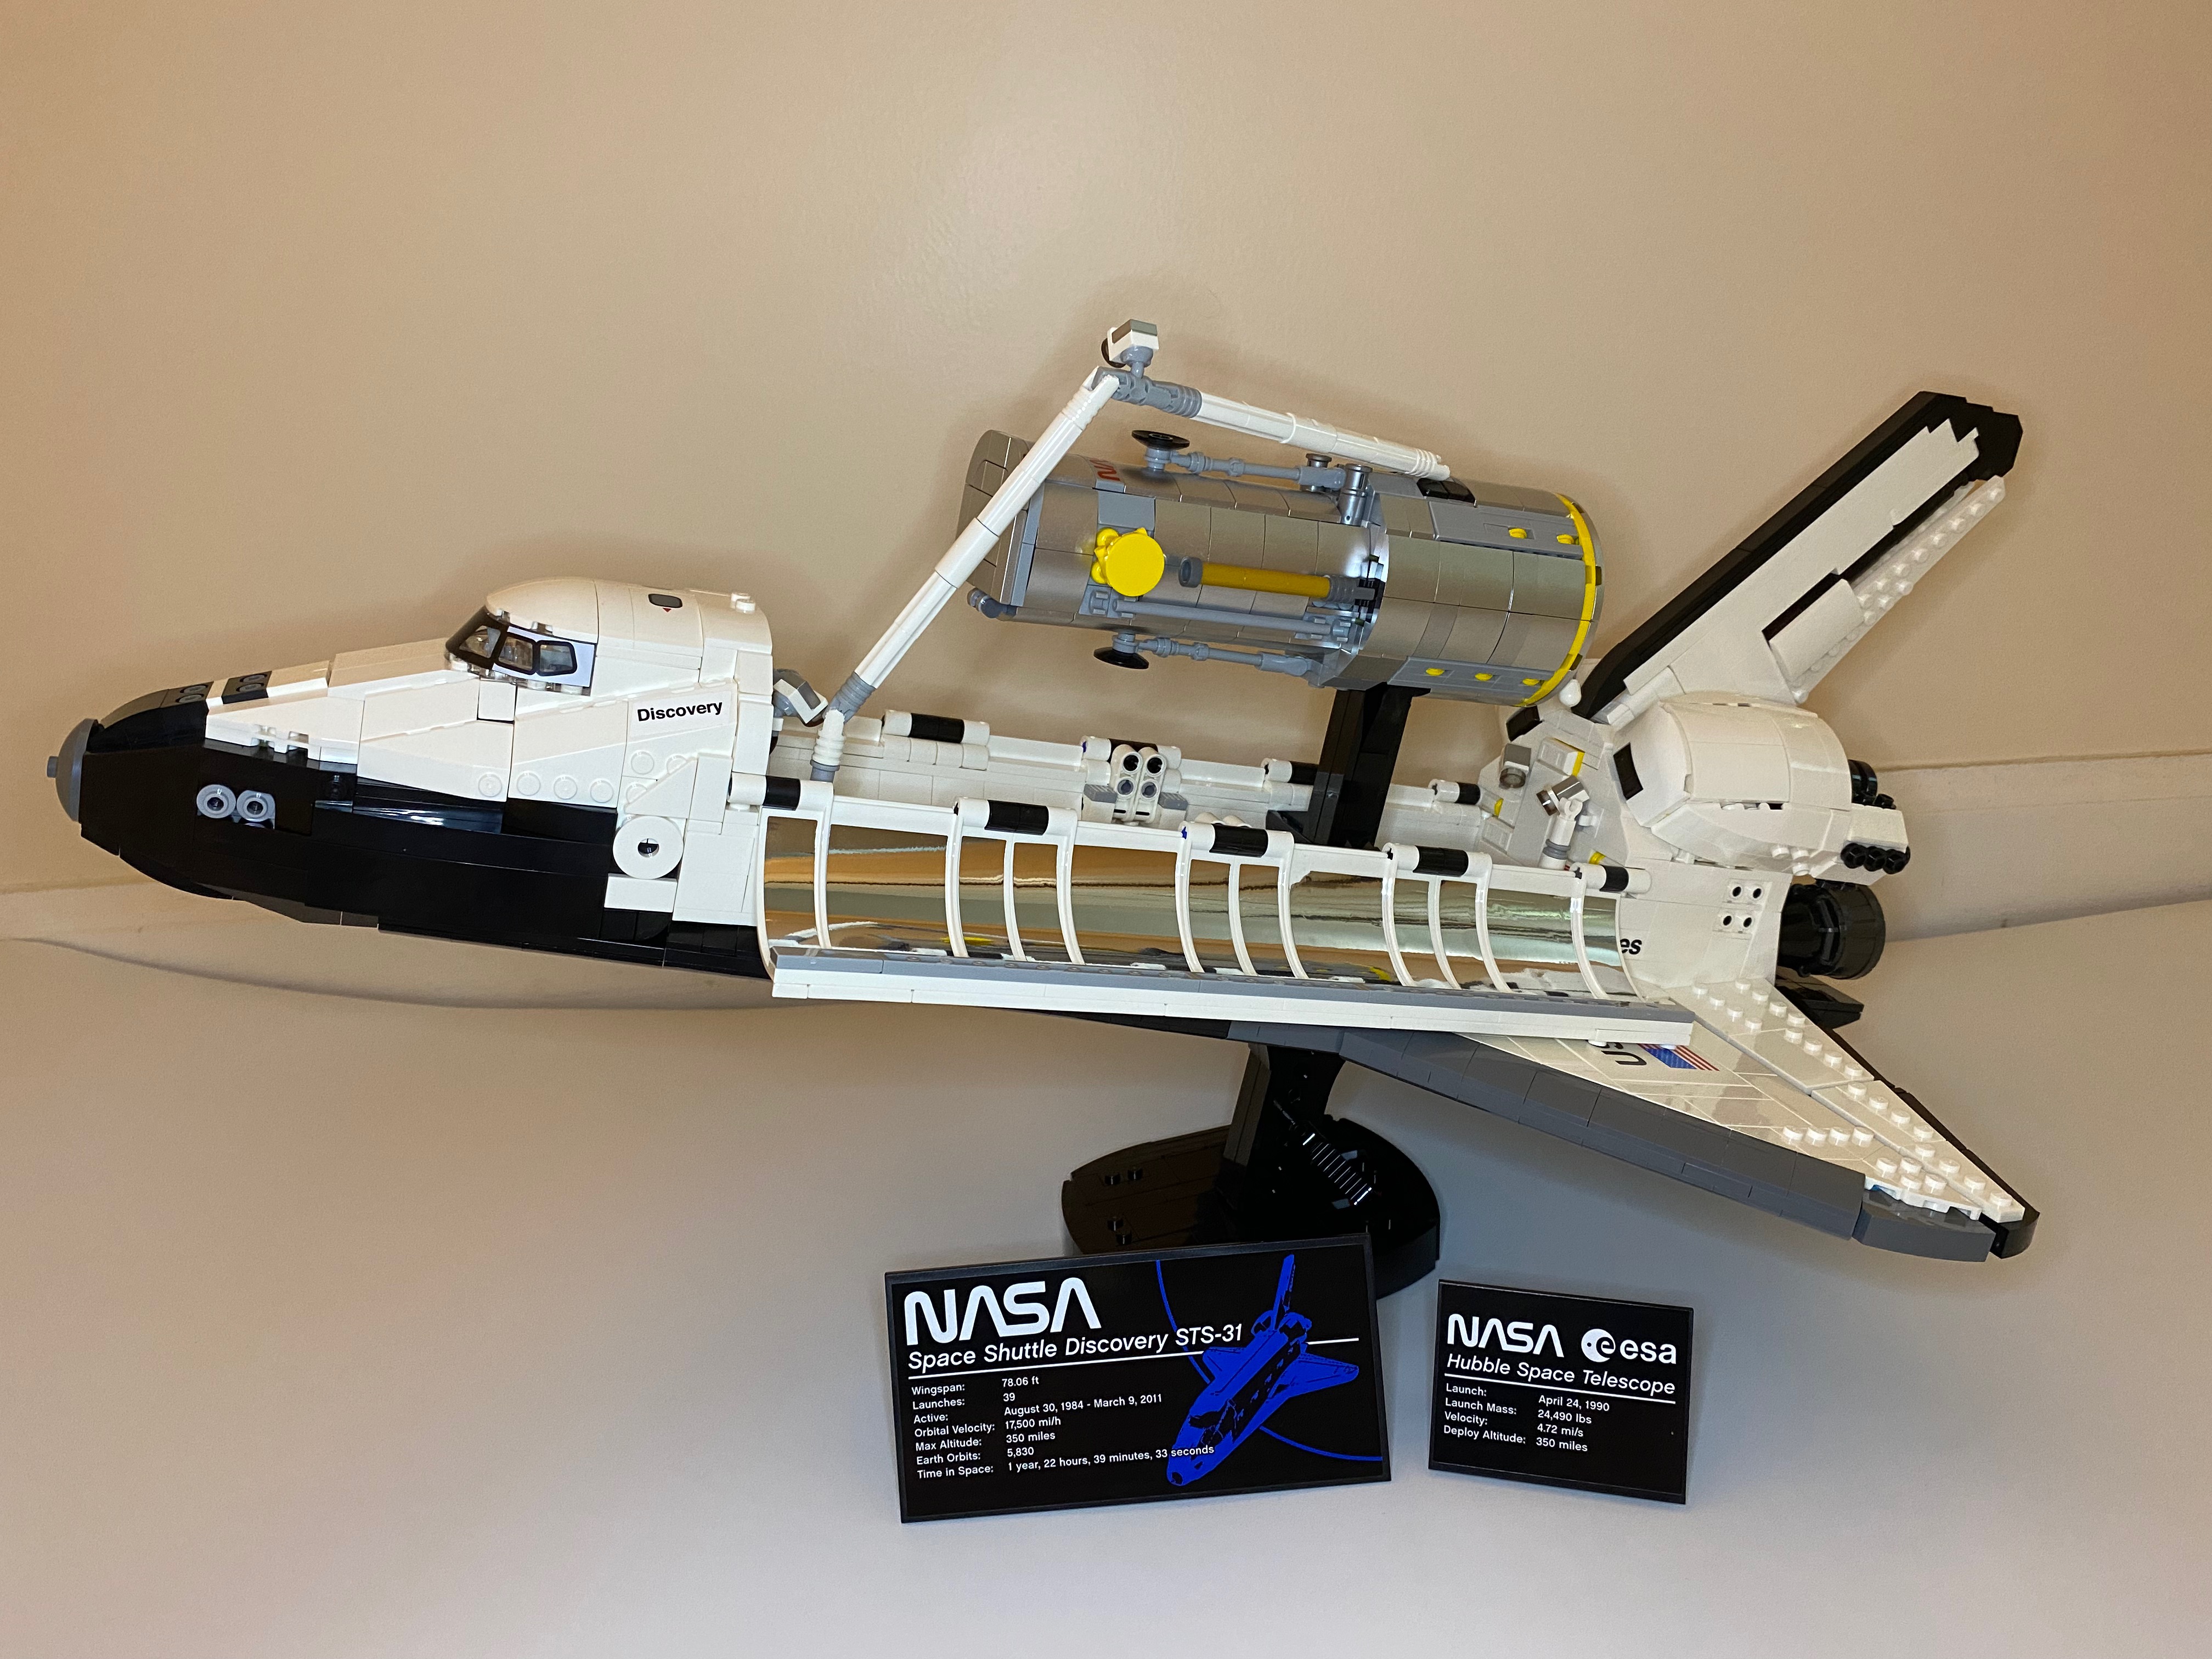 Discovery
es
US
NASA
Space Shuttle Discovery STS-31
Wingspan: 78.06 ft
Launches: 39
Active: August 30, 1984 - March 9, 2011
Orbital Velocity: 17,500 mi/h
Max Altitude: 350 miles
Earth Orbits: 5,830
Time in Space: 1 year, 22 hours, 39 minutes, 33 seconds
NASA esa
Hubble Space Telescope
Launch: April 24, 1990
Launch Mass: 24,490 lbs
Velocity: 4.72 mi/s
Deploy Altitude: 350 miles